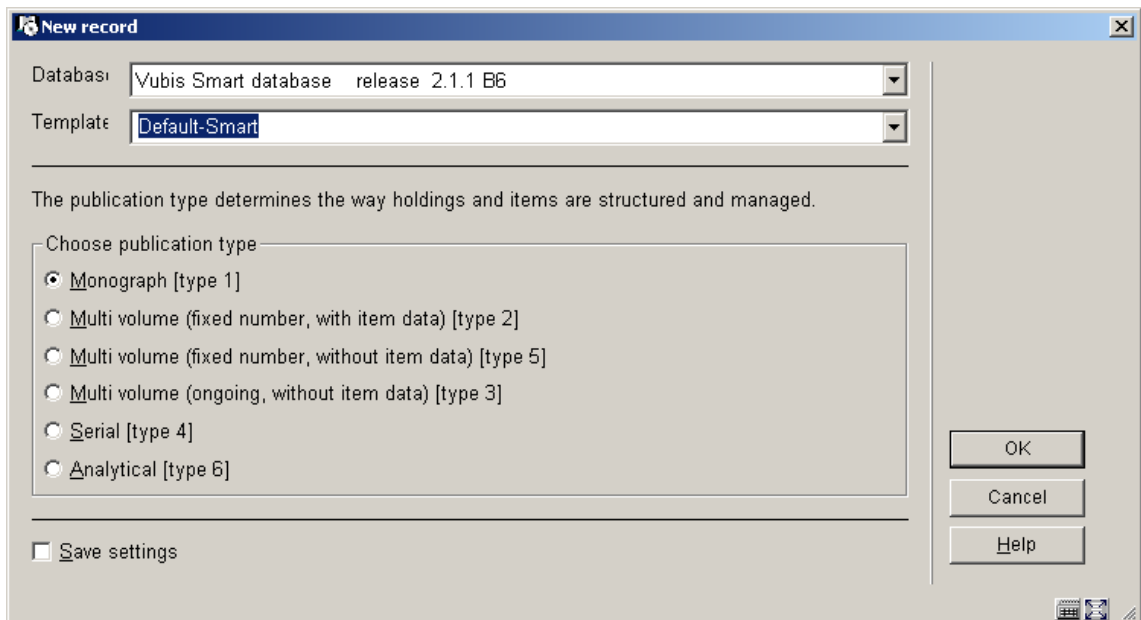 New record
Databas
Vubis Smart database release 2.1.1 B6
Template
Default-Smart
The publication type determines the way holdings and items are structured and managed.
Choose publication type
Monograph [type 1]
Multi volume (fixed number, with item data) [type 2]
Multi volume (fixed number, without item data) [type 5]
Multi volume (ongoing, without item data) [type 3]
Serial [type 4]
Analytical [type 6]
OK
Cancel
Help
Save settings